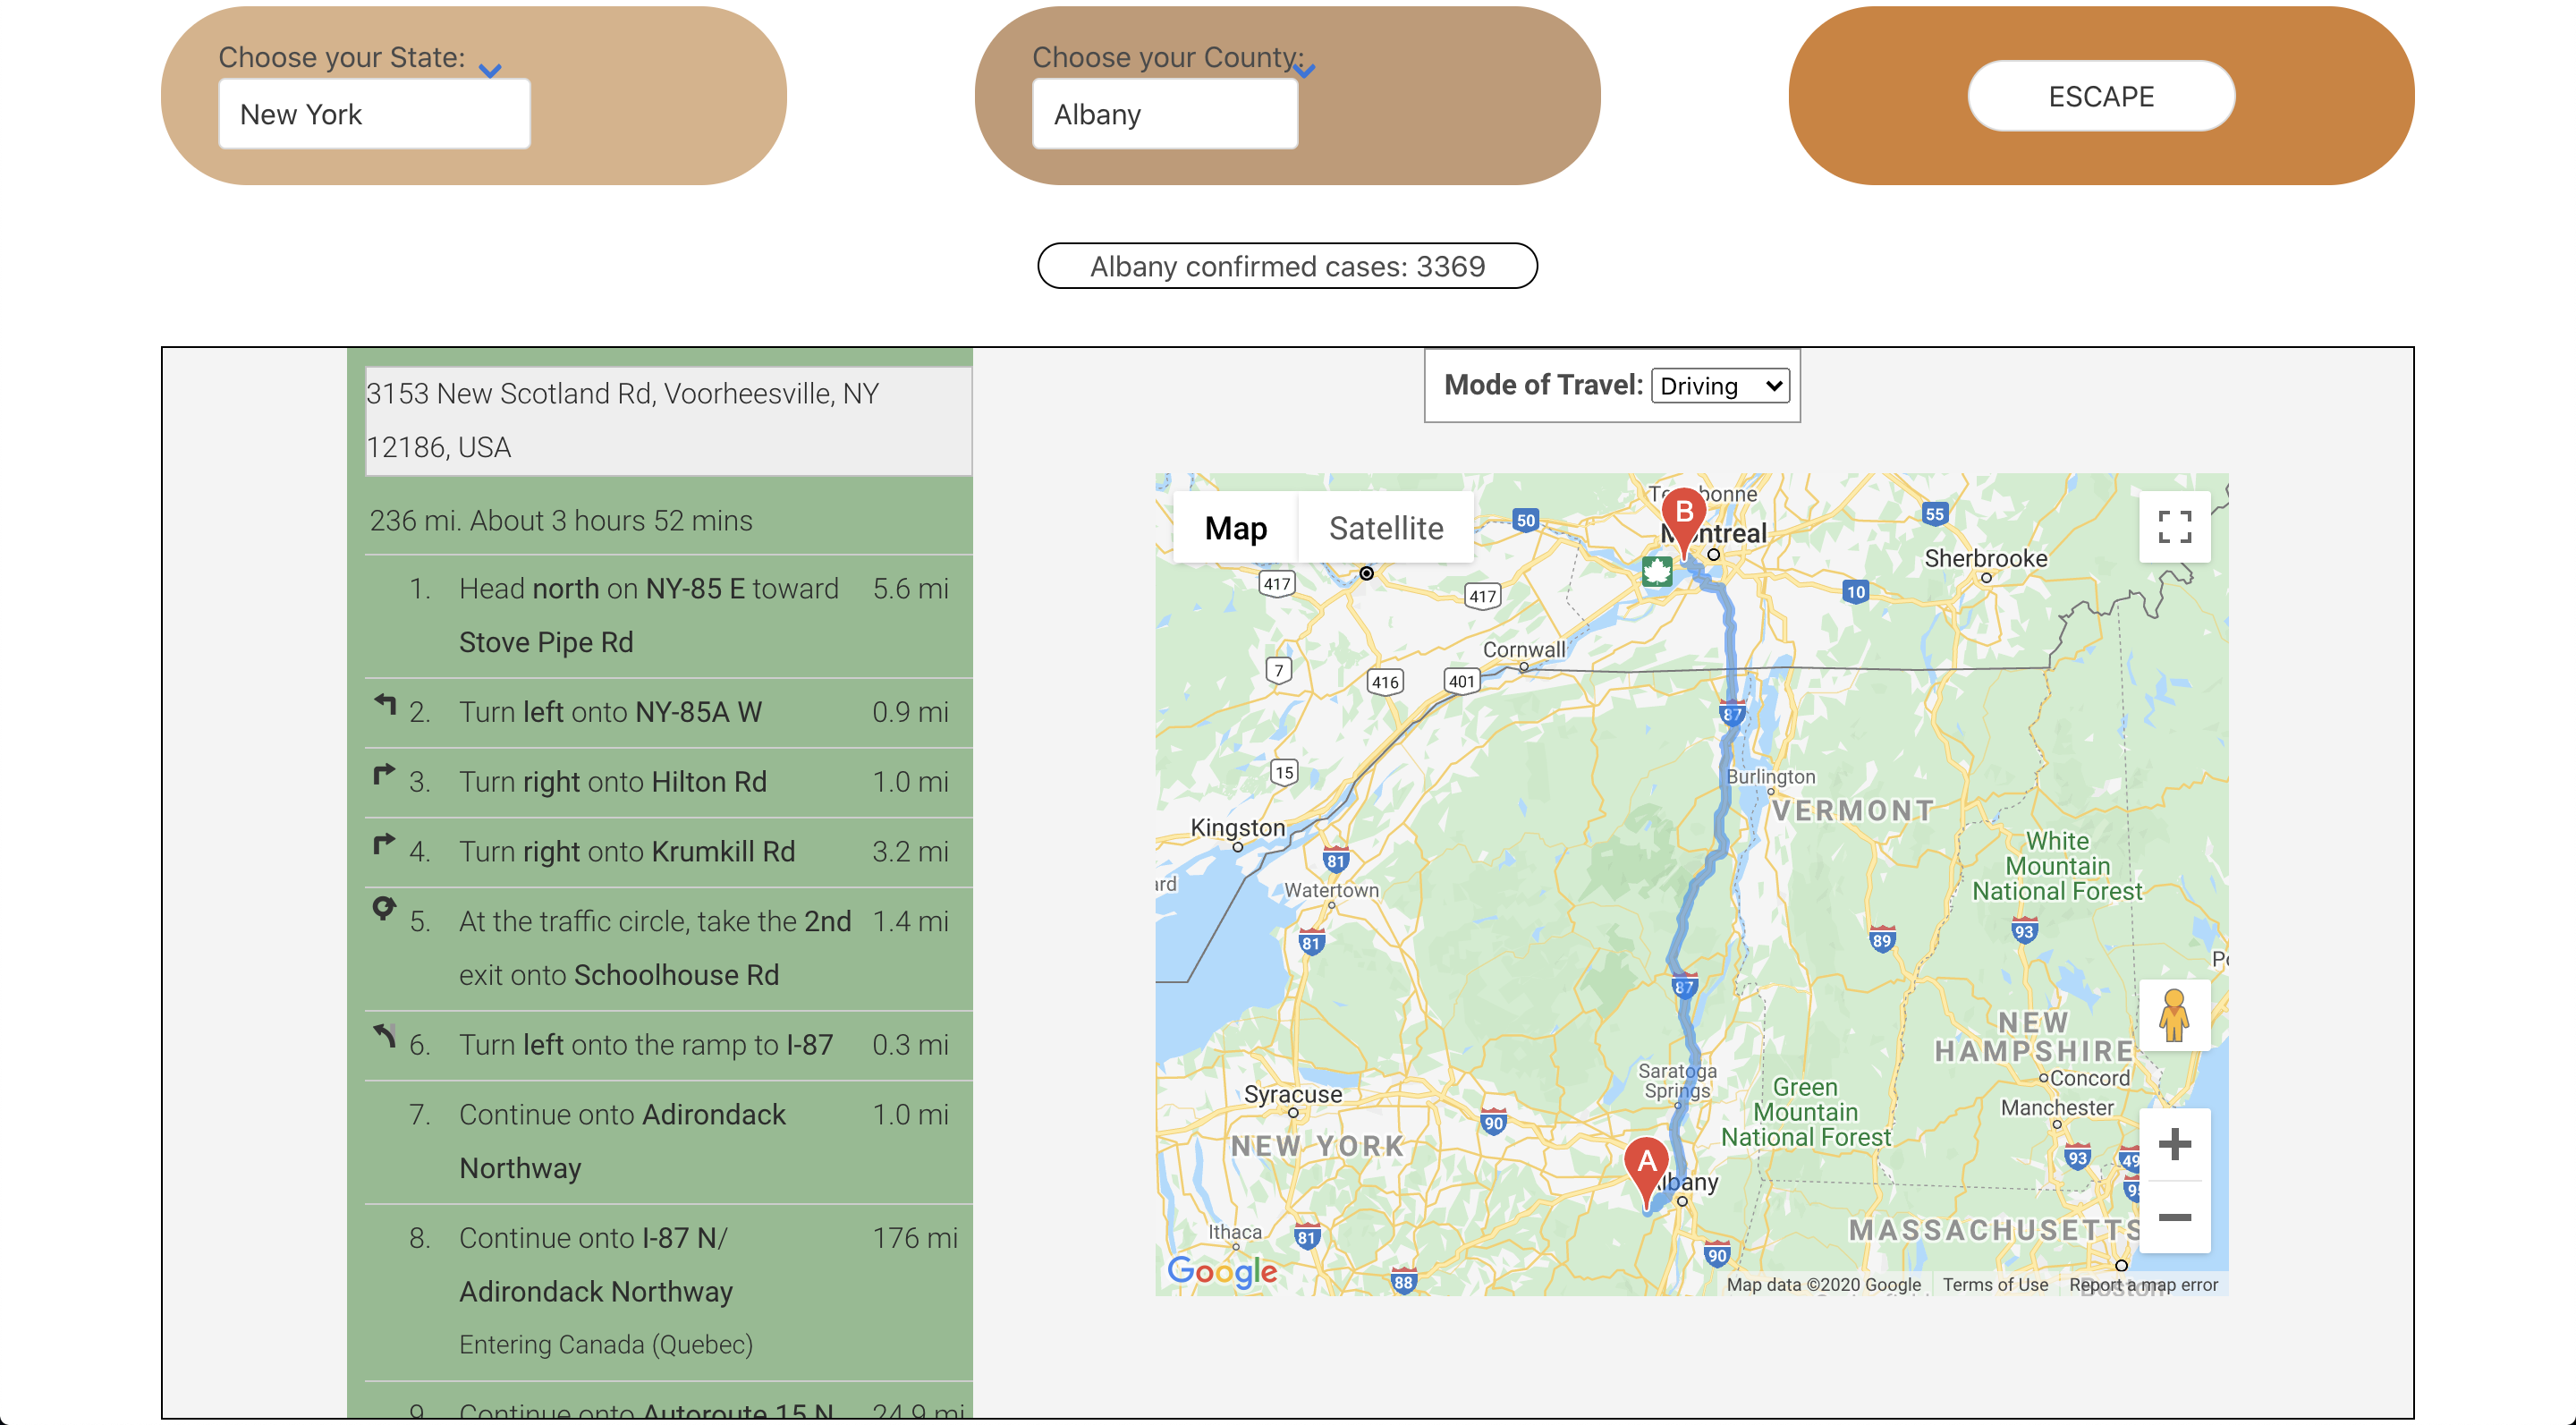 Choose your State:
New York
Choose your County:
Albany
ESCAPE
Albany confirmed cases: 3369
3153 New Scotland Rd, Voorheesville, NY
12186, USA
236 mi. About 3 hours 52 mins
1. Head north on NY-85 E toward 5.6 mi
Stove Pipe Rd
2. Turn left onto NY-85A W 0.9 mi
3. Turn right onto Hilton Rd 1.0 mi
4. Turn right onto Krumkill Rd 3.2 mi
5. At the traffic circle, take the 2nd 1.4 mi
exit onto Schoolhouse Rd
6. Turn left onto the ramp to I-87 0.3 mi
7. Continue onto Adirondack 1.0 mi
Northway
8. Continue onto I-87 N/ 176 mi
Adirondack Northway
Entering Canada (Quebec)
9. Continue onto Autoroute 15 N 24.9 mi
Mode of Travel: Driving
Map Satellite
B
Montreal
50
55
Sherbrooke
417
417
10
Cornwall
7
416
401
87
15
Burlington
VERMONT
Kingston
White
Mountain
National Forest
81
Watertown
81
89
93
87
NEW
HAMPSHIRE
Saratoga
Springs
Concord
Green
Mountain
National Forest
Syracuse
Manchester
90
NEW YORK
93
49
A
Albany
MASSACHUSETTS
Ithaca
81
90
88
Google
Boston
Map data ©2020 Google Terms of Use Report a map error